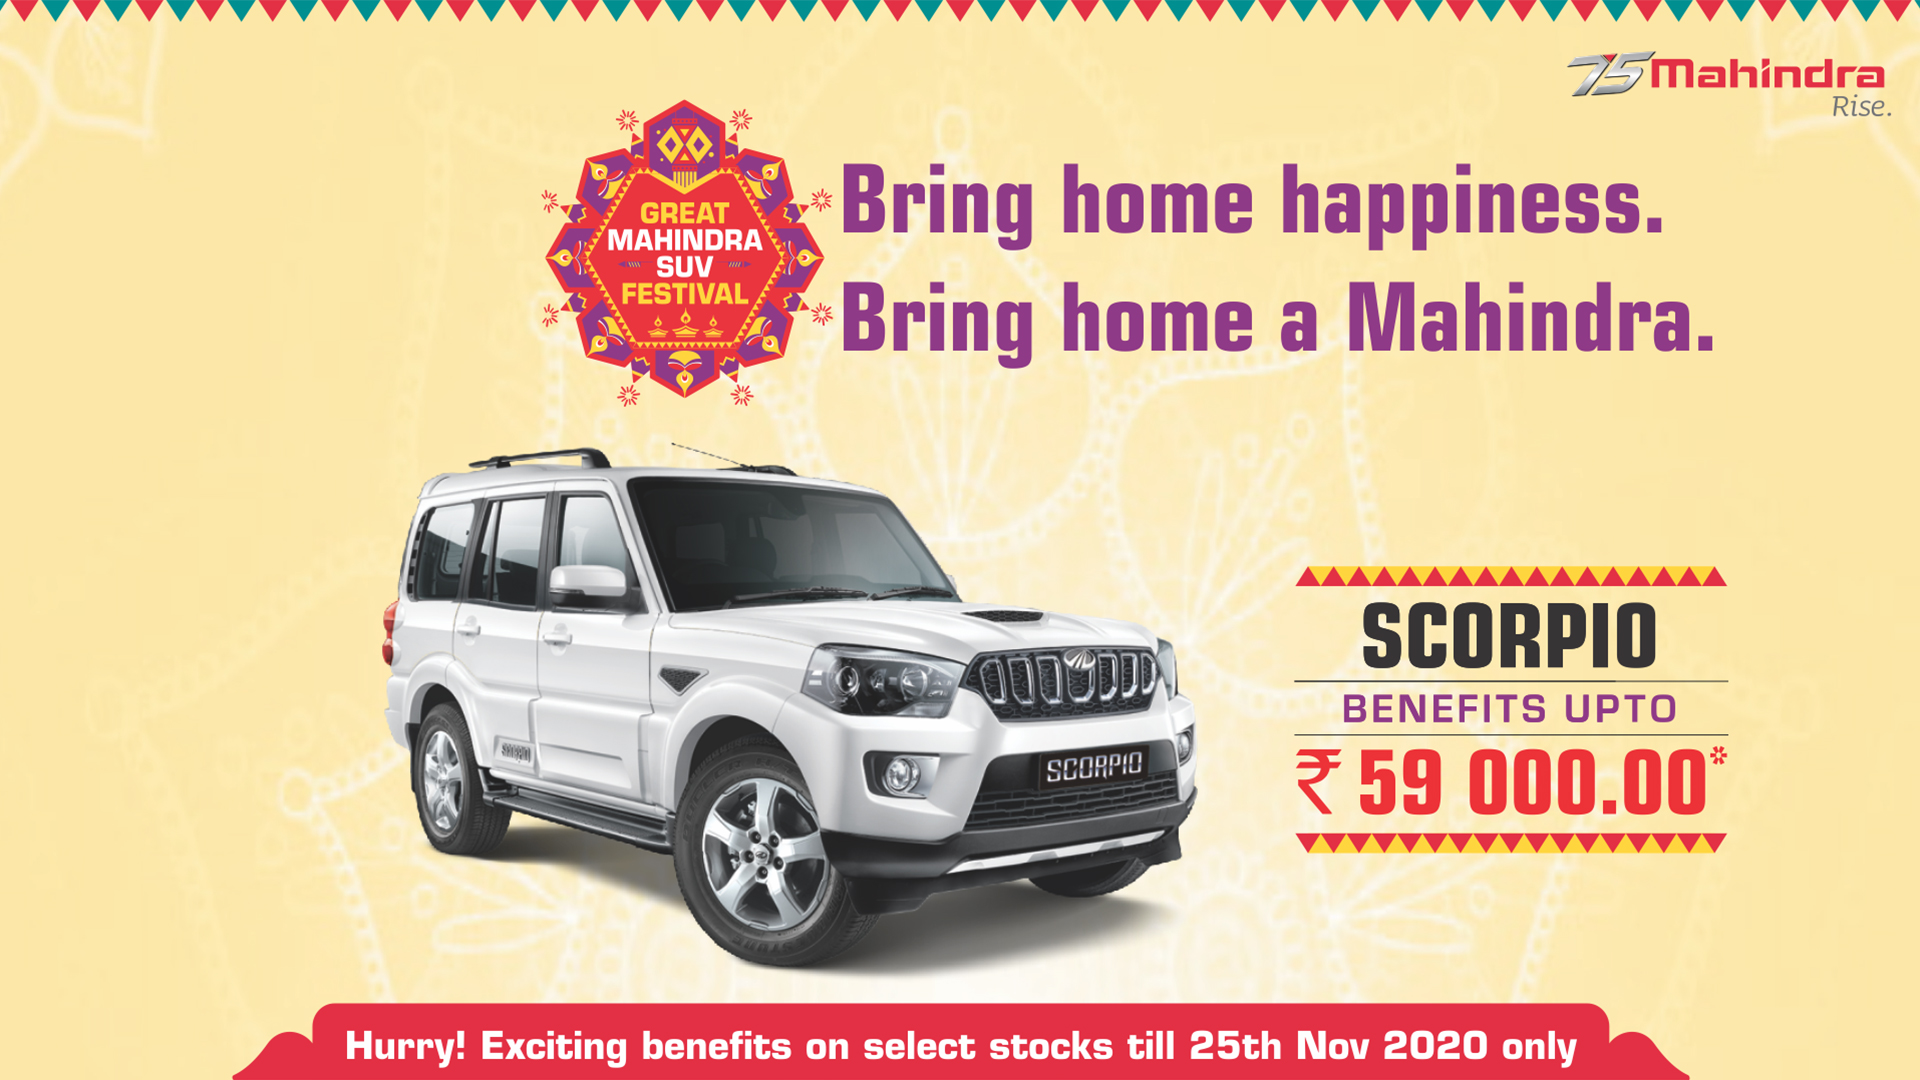 75 Mahindra
Rise.
GREAT
MAHINDRA
SUV
FESTIVAL
Bring home happiness.
Bring home a Mahindra.
SCORPIO
SCORPIO
SCORPIO
BENEFITS UPTO
₹ 59 000.00*
Hurry! Exciting benefits on select stocks till 25th Nov 2020 only